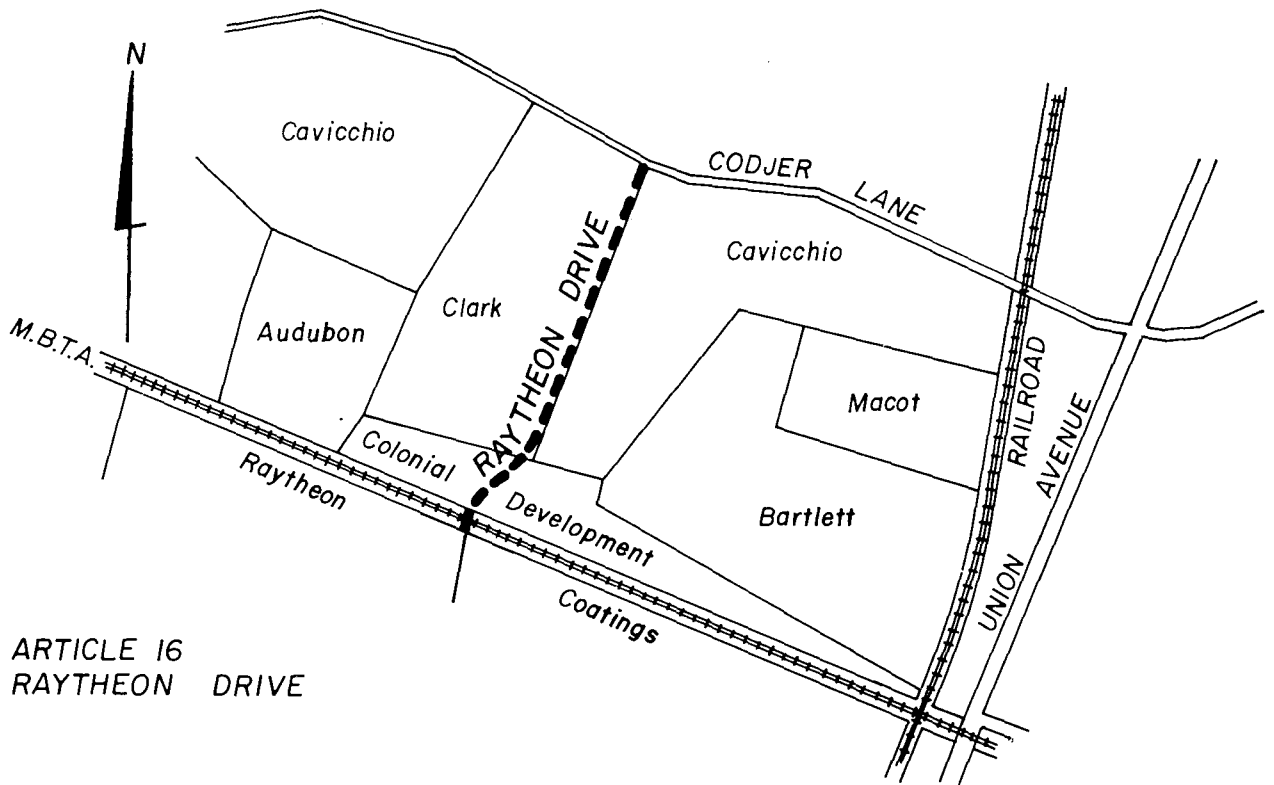 N
Cavicchio
CODJER LANE
RAYTHEON DRIVE
Cavicchio
Clark
Audubon
M.B.T.A.
RAILROAD
Macot
UNION AVENUE
Colonial Development
Raytheon
Bartlett
Coatings
ARTICLE 16
RAYTHEON DRIVE